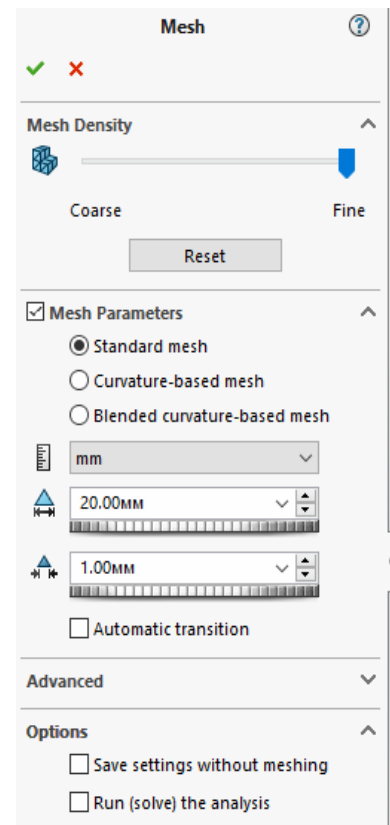 Mesh
?
Mesh Density
Coarse Fine
Reset
Mesh Parameters
Standard mesh
Curvature-based mesh
Blended curvature-based mesh
mm
20.00мм
1.00мм
Automatic transition
Advanced
Options
Save settings without meshing
Run (solve) the analysis